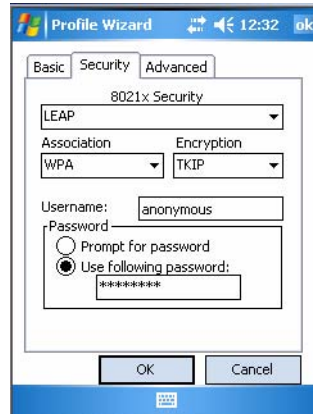 Profile Wizard 12:32 ok
Basic Security Advanced
8021x Security
LEAP
Association Encryption
WPA TKIP
Username: anonymous
Password
Prompt for password
Use following password:
********
OK Cancel